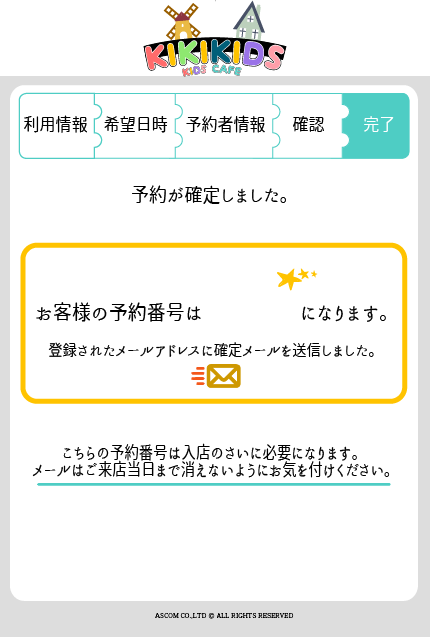 KIKIKIDS
KIDS CAFE
利用情報 希望日時 予約者情報 確認 完了
予約が確定しました。
お客様の予約番号は になります。
登録されたメールアドレスに確定メールを送信しました。
こちらの予約番号は入店のさいに必要になります。
メールはご来店当日まで消えないようにお気を付けください。
ASCOM CO.,LTD © ALL RIGHTS RESERVED